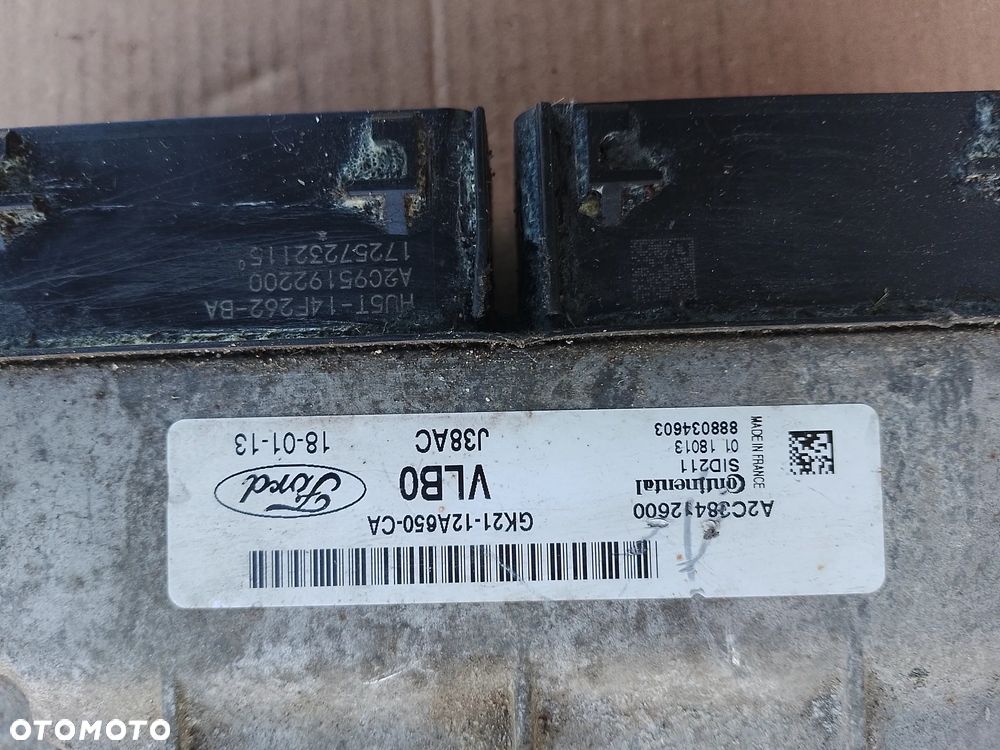 A2C38412600
Continental
SID211
01.18013
888034603
MADE IN FRANCE
GK21-12A650-CA
VLB0
J38AC
Ford
18-01-13
HU5T-14F262-BA
A2C95192200
17257232115
OTOMOTO